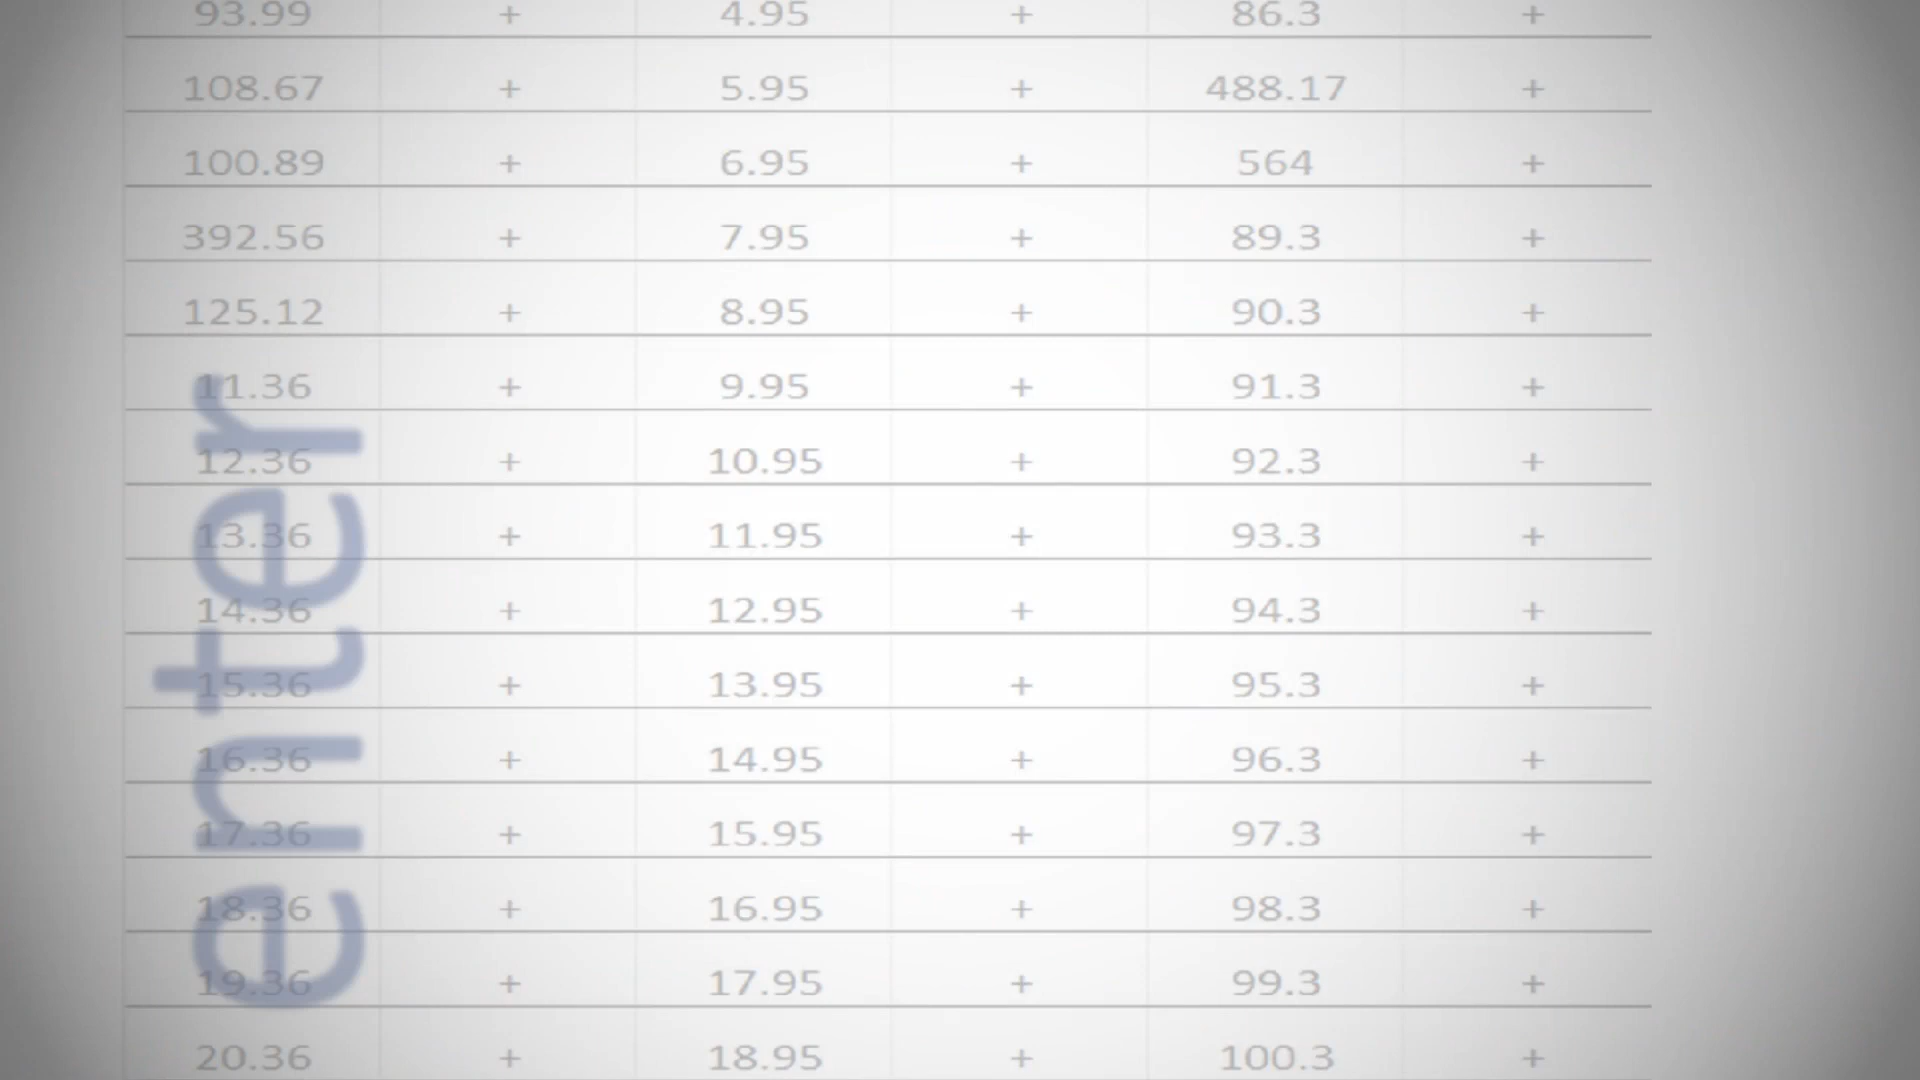 93.99 + 4.95 + 86.3 +
108.67 + 5.95 + 488.17 +
100.89 + 6.95 + 564 +
392.56 + 7.95 + 89.3 +
125.12 + 8.95 + 90.3 +
11.36 + 9.95 + 91.3 +
12.36 + 10.95 + 92.3 +
13.36 + 11.95 + 93.3 +
14.36 + 12.95 + 94.3 +
15.36 + 13.95 + 95.3 +
16.36 + 14.95 + 96.3 +
17.36 + 15.95 + 97.3 +
18.36 + 16.95 + 98.3 +
19.36 + 17.95 + 99.3 +
20.36 + 18.95 + 100.3 +
enter